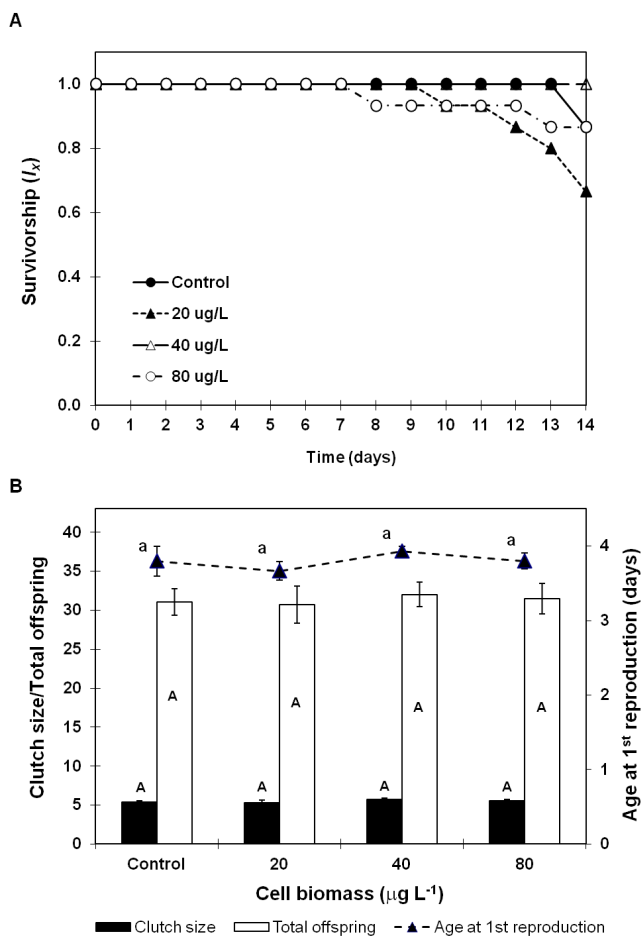 A
Survivorship (lx)
1.0
0.8
0.6
0.4
0.2
0.0
Control
20 ug/L
40 ug/L
80 ug/L
0 1 2 3 4 5 6 7 8 9 10 11 12 13 14
Time (days)
B
Clutch size/Total offspring
40
35
30
25
20
15
10
5
0
a a a a
A A A A
A A A A
4
3
2
1
0
Age at 1st reproduction (days)
Control 20 40 80
Cell biomass (μg L-1)
Clutch size Total offspring Age at 1st reproduction